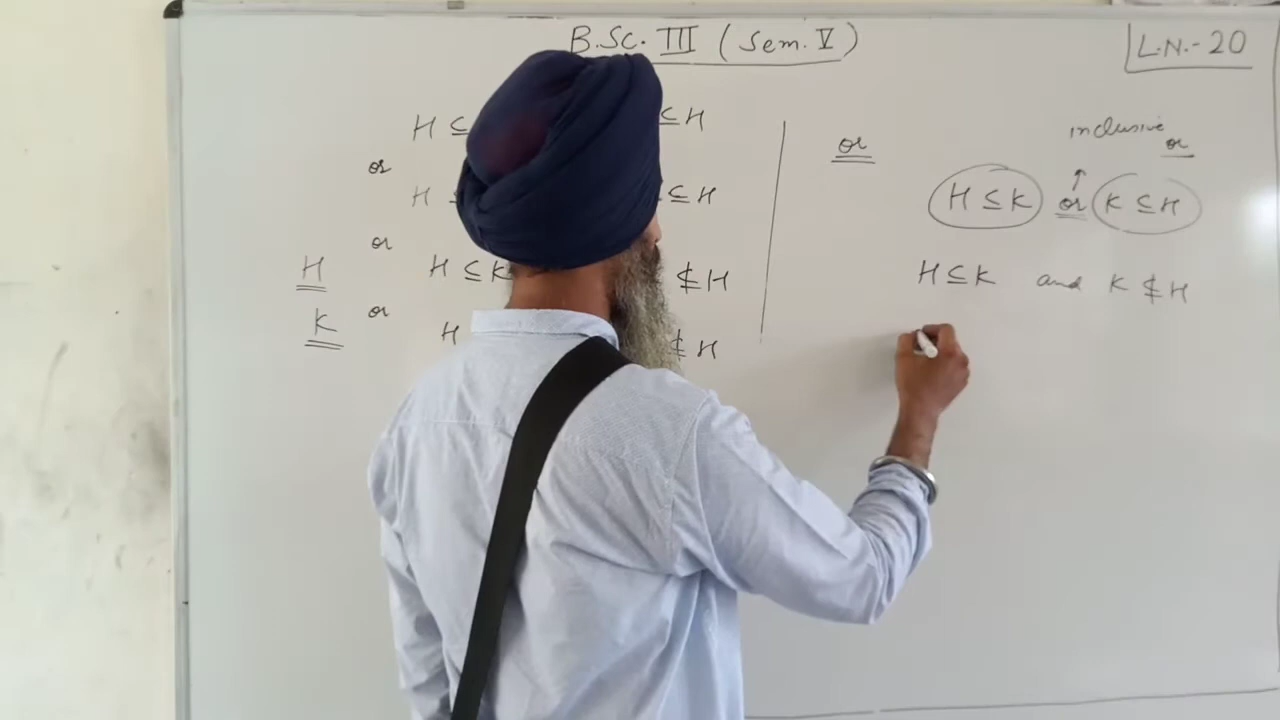 B.Sc. III (Sem. V)
L.N.-20
H ⊆ ⊆ H
or
H ⊆ H
or
H ⊆ K ⊈ H
or
H ⊈ H
H
K
or
inclusive or
↑
H ⊆ K or K ⊆ H
H ⊆ K and K ⊈ H